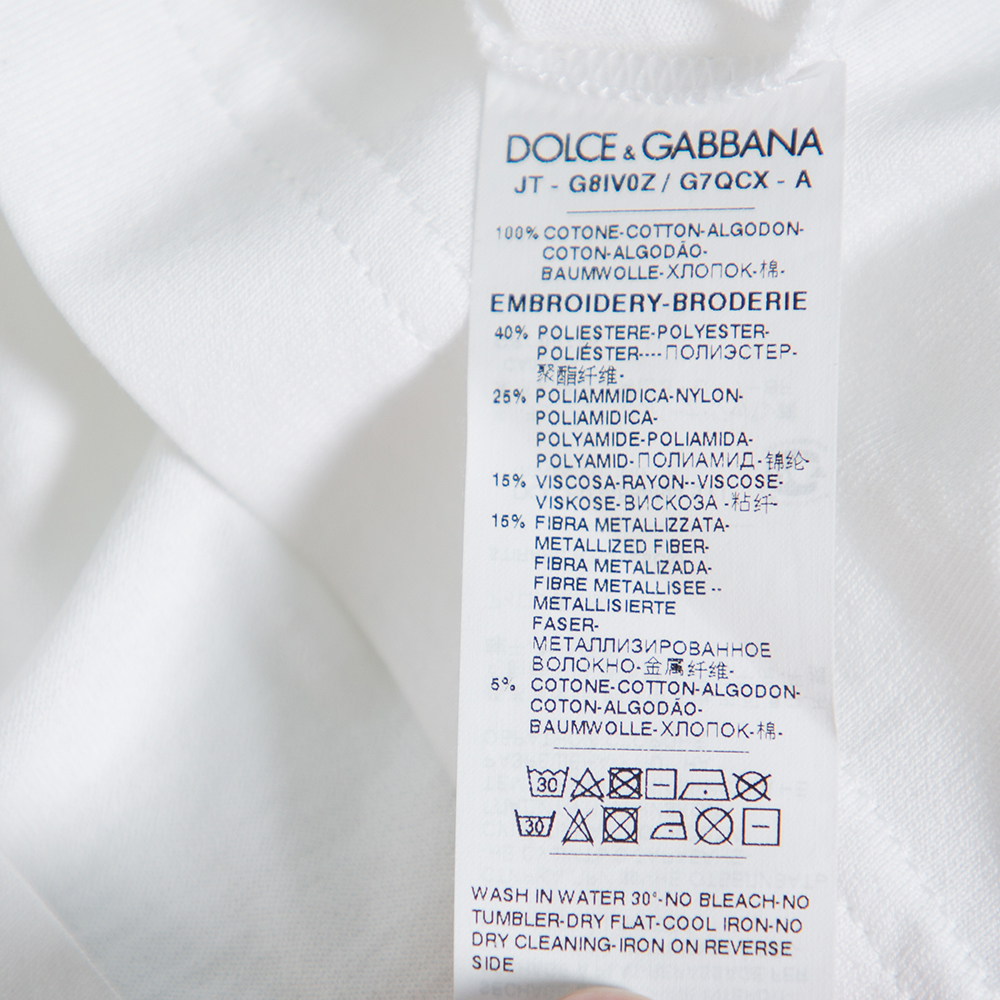 DOLCE & GABBANA
JT - G8IV0Z / G7QCX - A
100% COTONE-COTTON-ALGODON-
COTON-ALGODÃO-
BAUMWOLLE-ХЛОПОК-棉-
EMBROIDERY-BRODERIE
40% POLIESTERE-POLYESTER-
POLIÉSTER----ПОЛИЭСТЕР-
聚酯纤维-
25% POLIAMMIDICA-NYLON-
POLIAMIDICA-
POLYAMIDE-POLIAMIDA-
POLYAMID-ПОЛИАМИД-锦纶-
15% VISCOSA-RAYON--VISCOSE-
VISKOSE-ВИСКОЗА -粘纤-
15% FIBRA METALLIZZATA-
METALLIZED FIBER-
FIBRA METALIZADA-
FIBRE METALLISEE --
METALLISIERTE
FASER-
МЕТАЛЛИЗИРОВАННОЕ
ВОЛОКНО-金属纤维-
5% COTONE-COTTON-ALGODON-
COTON-ALGODÃO-
BAUMWOLLE-ХЛОПОК-棉-
30
30
WASH IN WATER 30°-NO BLEACH-NO
TUMBLER-DRY FLAT-COOL IRON-NO
DRY CLEANING-IRON ON REVERSE
SIDE